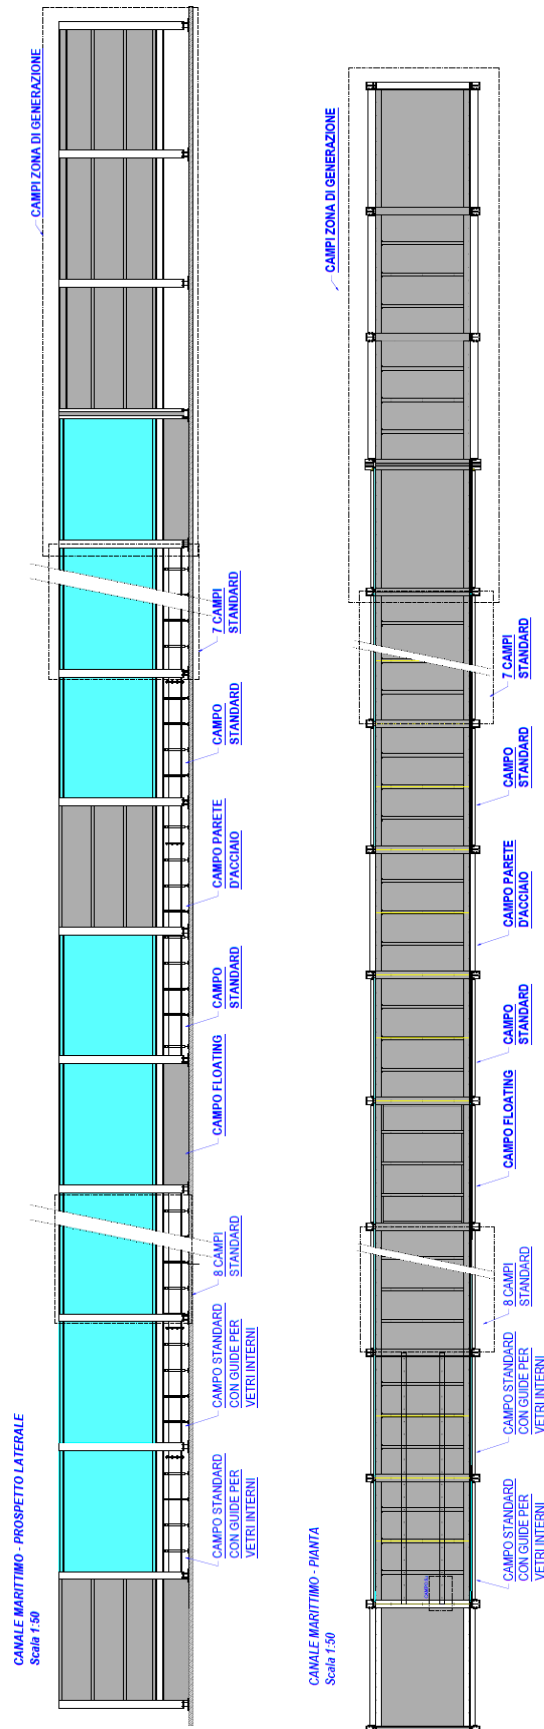 CANALE MARITTIMO - PROSPETTO LATERALE
Scala 1:50
CAMPO STANDARD
CON GUIDE PER
VETRI INTERNI
CAMPO STANDARD
CON GUIDE PER
VETRI INTERNI
8 CAMPI
STANDARD
CAMPO FLOATING
CAMPO
STANDARD
CAMPO PARETE
D'ACCIAIO
CAMPO
STANDARD
7 CAMPI
STANDARD
CAMPI ZONA DI GENERAZIONE
CANALE MARITTIMO - PIANTA
Scala 1:50
CAMPO STANDARD
CON GUIDE PER
VETRI INTERNI
CAMPO STANDARD
CON GUIDE PER
VETRI INTERNI
8 CAMPI
STANDARD
CAMPO FLOATING
CAMPO
STANDARD
CAMPO PARETE
D'ACCIAIO
CAMPO
STANDARD
7 CAMPI
STANDARD
CAMPI ZONA DI GENERAZIONE